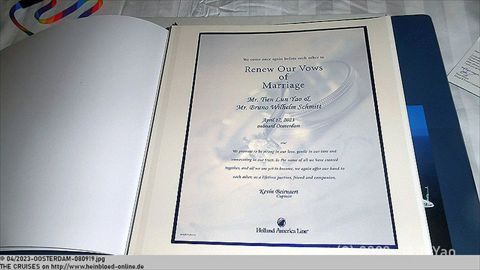 We come once again before each other to
Renew Our Vows
of
Marriage
Mr. Tien Lun Yao &
Mr. Bruno Wilhelm Schmitt
April 17, 2023
onboard Oosterdam
We promise to be strong in our love, gentle in our care and
unwavering in our trust. In the name of all we have created
together, and all we are yet to become, we again offer our hand to
each other, as a lifetime partner, friend and companion.
Kevin Beirnaert
Captain
Holland America Line
Yao
© 04/2023-OOSTERDAM-080919.jpg
THE CRUISES on http://www.heinbloed-online.de